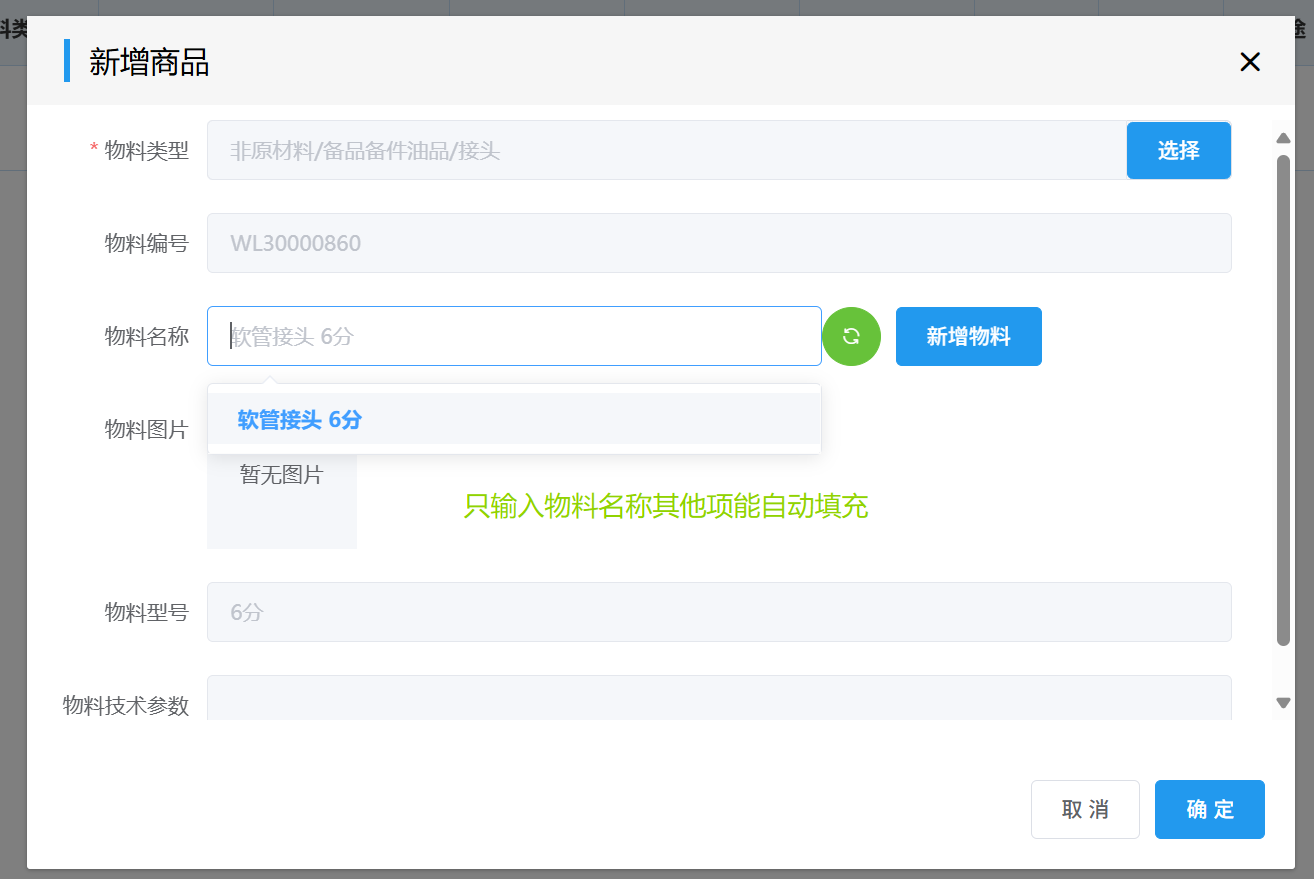 料类
途
新增商品
* 物料类型
非原材料/备品备件油品/接头
选择
物料编号
WL30000860
物料名称
软管接头 6分
新增物料
软管接头 6分
物料图片
暂无图片
只输入物料名称其他项能自动填充
物料型号
6分
物料技术参数
取 消
确 定